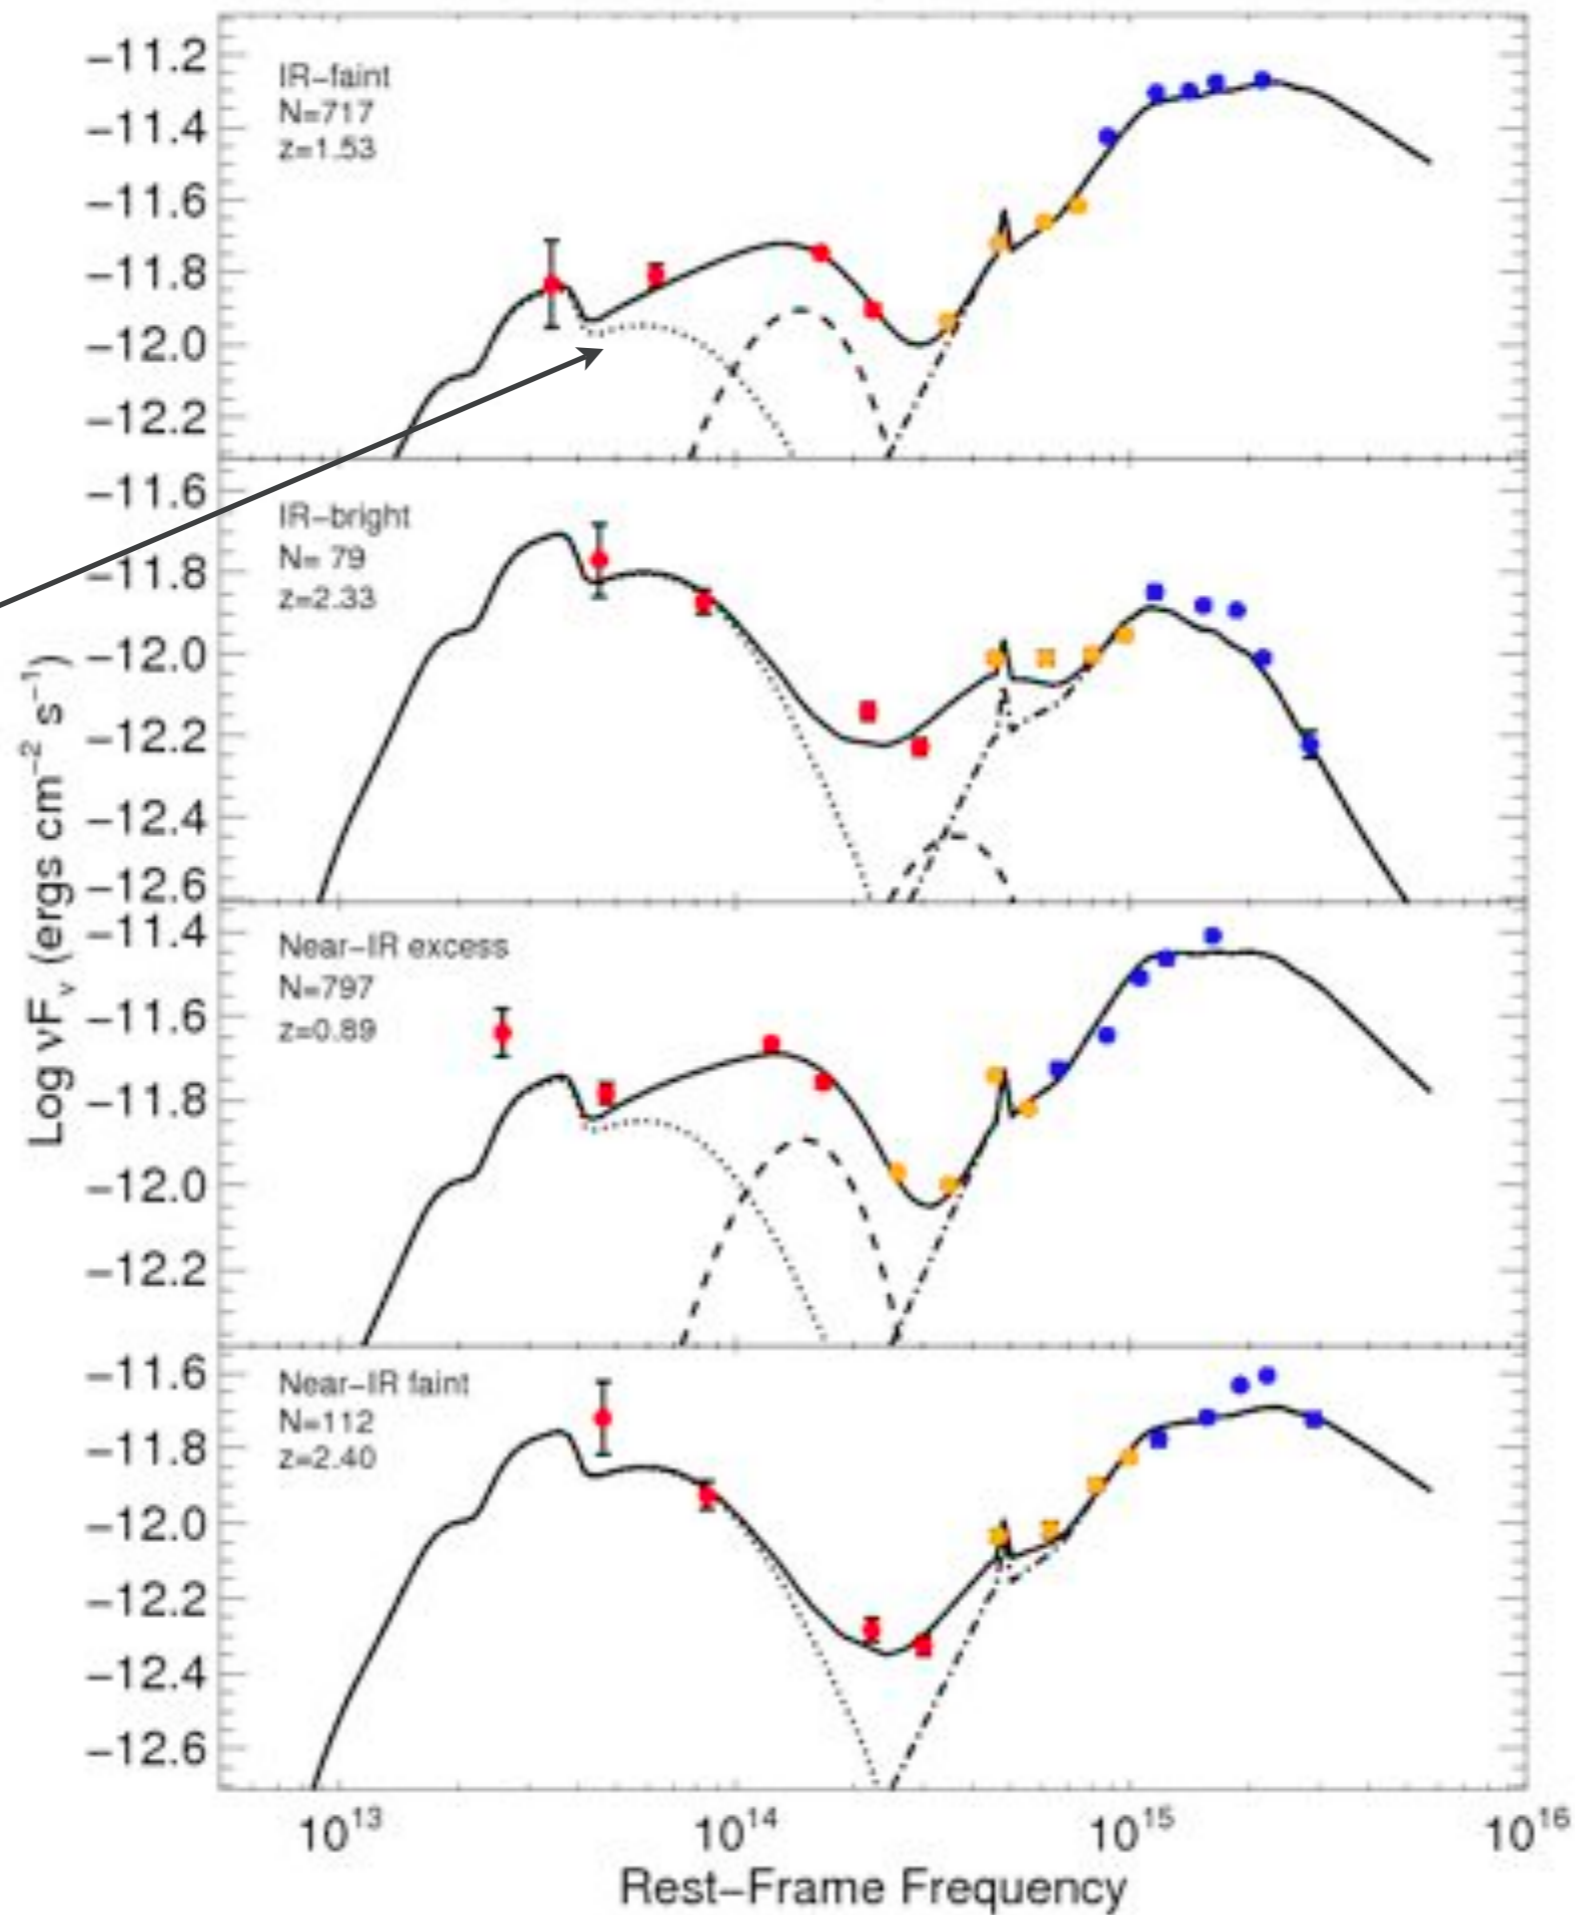 −11.2
IR−faint
N=717
z=1.53
−11.4
−11.6
−11.8
−12.0
−12.2
−11.6
IR−bright
N= 79
z=2.33
−11.8
−12.0
−12.2
−12.4
−12.6
−11.4
Near−IR excess
N=797
z=0.89
−11.6
−11.8
−12.0
−12.2
−11.6
Near−IR faint
N=112
z=2.40
−11.8
−12.0
−12.2
−12.4
−12.6
Log νFν (ergs cm⁻² s⁻¹)
10¹³ 10¹⁴ 10¹⁵ 10¹⁶
Rest−Frame Frequency